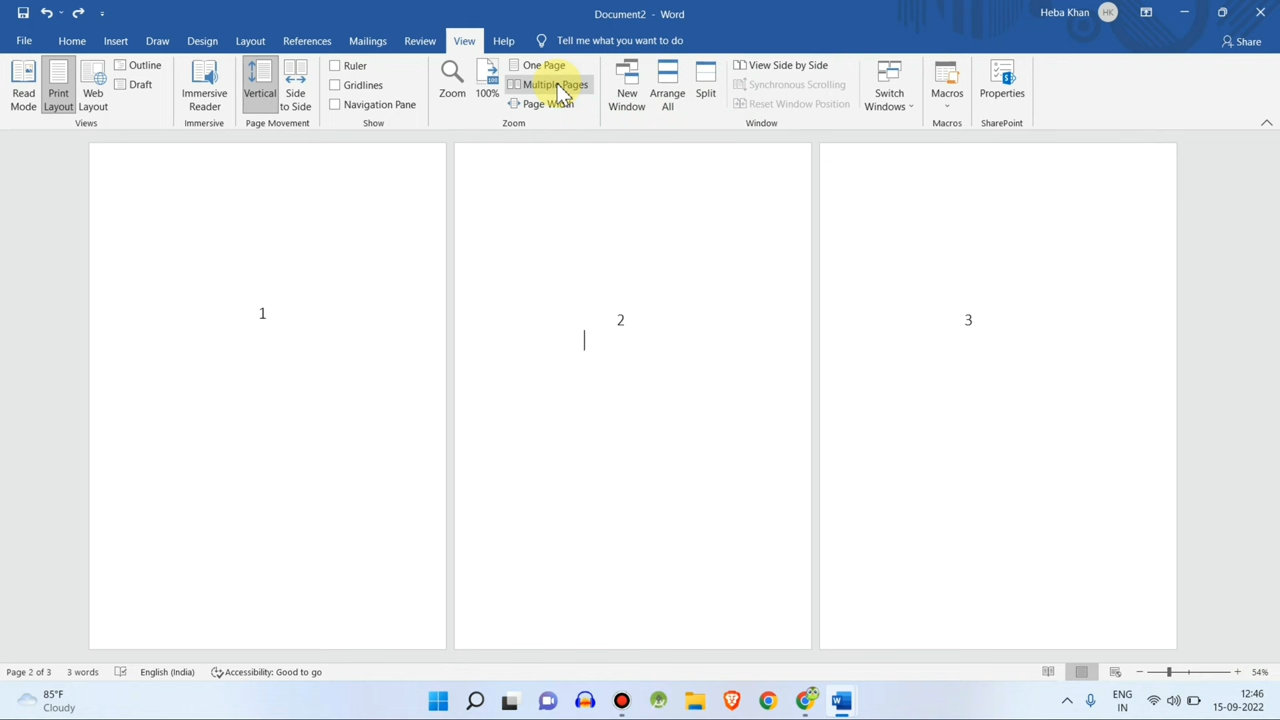 Document2 - Word
Heba Khan HK
File Home Insert Draw Design Layout References Mailings Review View Help Tell me what you want to do Share
Read Mode
Print Layout
Web Layout
Outline
Draft
Views
Immersive Reader
Immersive
Vertical
Side to Side
Page Movement
Ruler
Gridlines
Navigation Pane
Show
Zoom
100%
One Page
Multiple Pages
Page Width
Zoom
New Window
Arrange All
Split
View Side by Side
Synchronous Scrolling
Reset Window Position
Window
Switch Windows
Macros
Macros
Properties
SharePoint
1
2
3
Page 2 of 3 3 words English (India) Accessibility: Good to go 54%
85°F
Cloudy
ENG
IN
12:46
15-09-2022